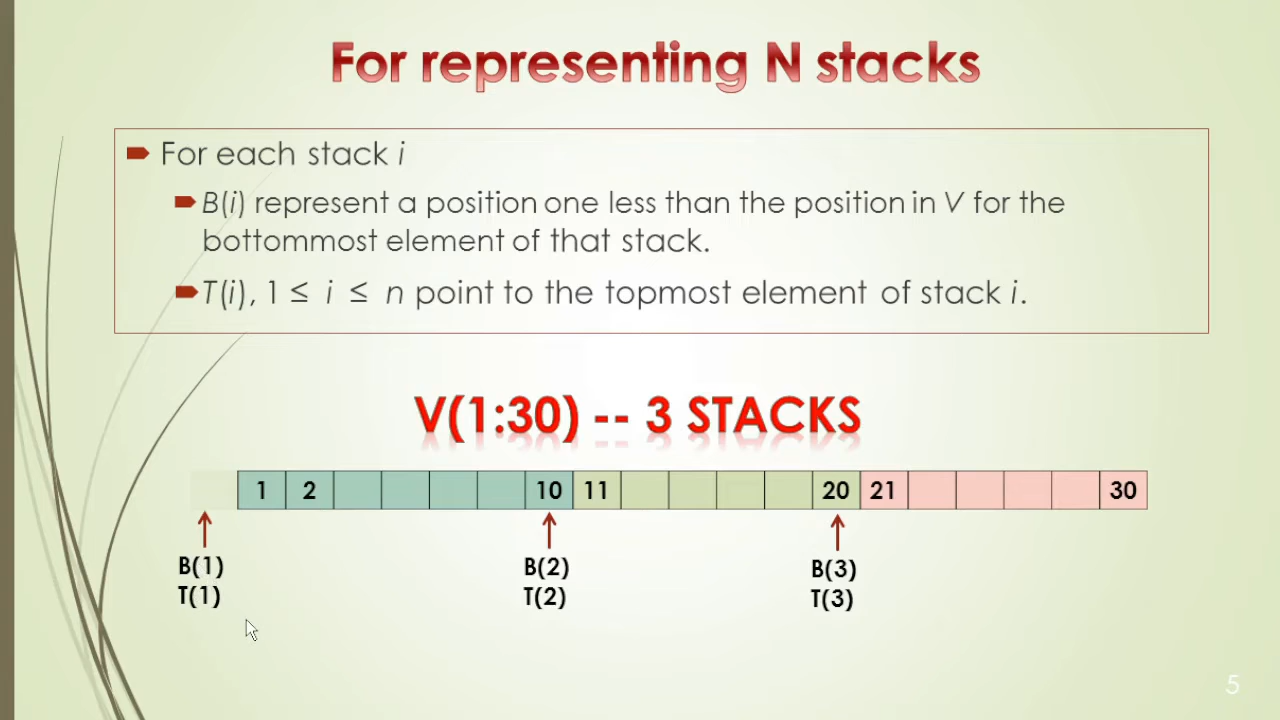 For representing N stacks
For each stack i
B(i) represent a position one less than the position in V for the
bottommost element of that stack.
T(i), 1 ≤ i ≤ n point to the topmost element of stack i.
V(1:30) -- 3 STACKS
1 2 10 11 20 21 30
B(1) B(2) B(3)
T(1) T(2) T(3)
5